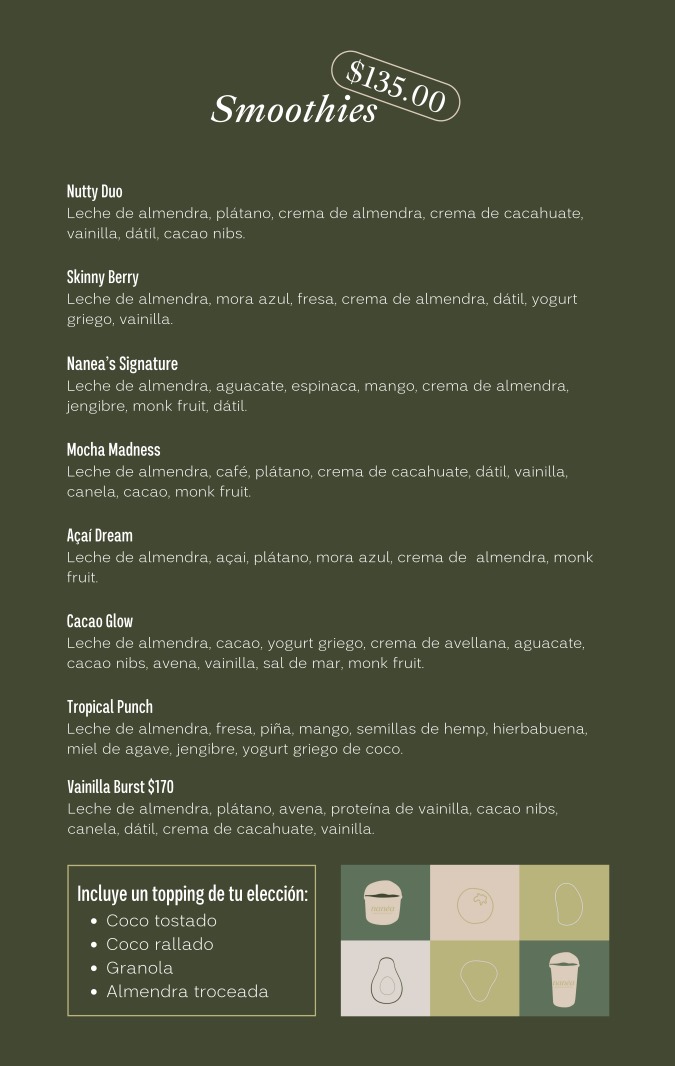 $135.00
Smoothies
Nutty Duo
Leche de almendra, plátano, crema de almendra, crema de cacahuate,
vainilla, dátil, cacao nibs.
Skinny Berry
Leche de almendra, mora azul, fresa, crema de almendra, dátil, yogurt
griego, vainilla.
Nanea's Signature
Leche de almendra, aguacate, espinaca, mango, crema de almendra,
jengibre, monk fruit, dátil.
Mocha Madness
Leche de almendra, café, plátano, crema de cacahuate, dátil, vainilla,
canela, cacao, monk fruit.
Açaí Dream
Leche de almendra, açai, plátano, mora azul, crema de  almendra, monk
fruit.
Cacao Glow
Leche de almendra, cacao, yogurt griego, crema de avellana, aguacate,
cacao nibs, avena, vainilla, sal de mar, monk fruit.
Tropical Punch
Leche de almendra, fresa, piña, mango, semillas de hemp, hierbabuena,
miel de agave, jengibre, yogurt griego de coco.
Vainilla Burst $170
Leche de almendra, plátano, avena, proteína de vainilla, cacao nibs,
canela, dátil, crema de cacahuate, vainilla.
Incluye un topping de tu elección:
• Coco tostado
• Coco rallado
• Granola
• Almendra troceada
nanea
nanea